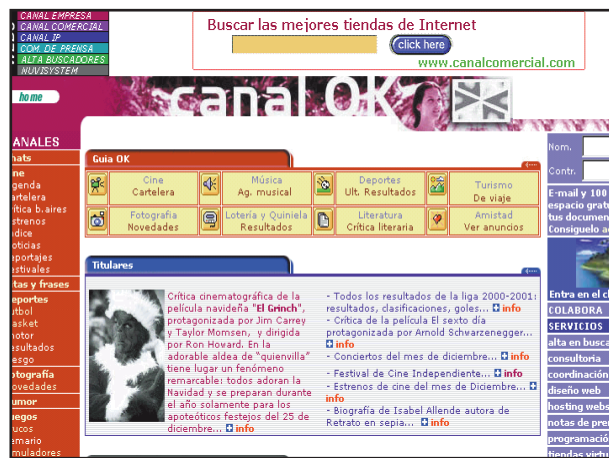 CANAL EMPRESA
CANAL COMERCIAL
CANAL IP
COM DE PRENSA
ALTA BUSCADORES
NUVISYSTEM
Buscar las mejores tiendas de Internet
click here
www.canalcomercial.com
home
canal OK
ANALES
hats
ne
genda
artelera
rítica b.aires
strenos
ndice
oticias
eportajes
estivales
tas y frases
eportes
utbol
asket
otor
esultados
esgo
otografía
ovedades
umor
uegos
rucos
emario
muladores
Guia OK
Cine
Cartelera
Música
Ag. musical
Deportes
Ult. Resultados
Turismo
De viaje
Fotografia
Novedades
Lotería y Quiniela
Resultados
Literatura
Crítica literaria
Amistad
Ver anuncios
Titulares
Crítica cinematográfica de la
película navideña "El Grinch",
protagonizada por Jim Carrey
y Taylor Momsen,  y dirigida
por Ron Howard. En la
adorable aldea de "quienvilla"
tiene lugar un fenómeno
remarcable: todos adoran la
Navidad y se preparan durante
el año solamente para los
apoteóticos festejos del 25 de
diciembre... info
- Todos los resultados de la liga 2000-2001:
resultados, clasificaciones, goles... info
- Crítica de la película El sexto día
protagonizada por Arnold Schwarzenegger...
info
- Conciertos del mes de diciembre... info
- Festival de Cine Independiente... info
- Estrenos de cine del mes de Diciembre...
info
- Biografía de Isabel Allende autora de
Retrato en sepia... info
Nom.
Contr.
E-mail y 100
espacio grat
tus documen
Consiguelo a
Entra en el c
COLABORA
SERVICIOS
alta en busca
consultoria
coordinación
diseño web
hosting webs
notas de pren
programació
tiendas virtu